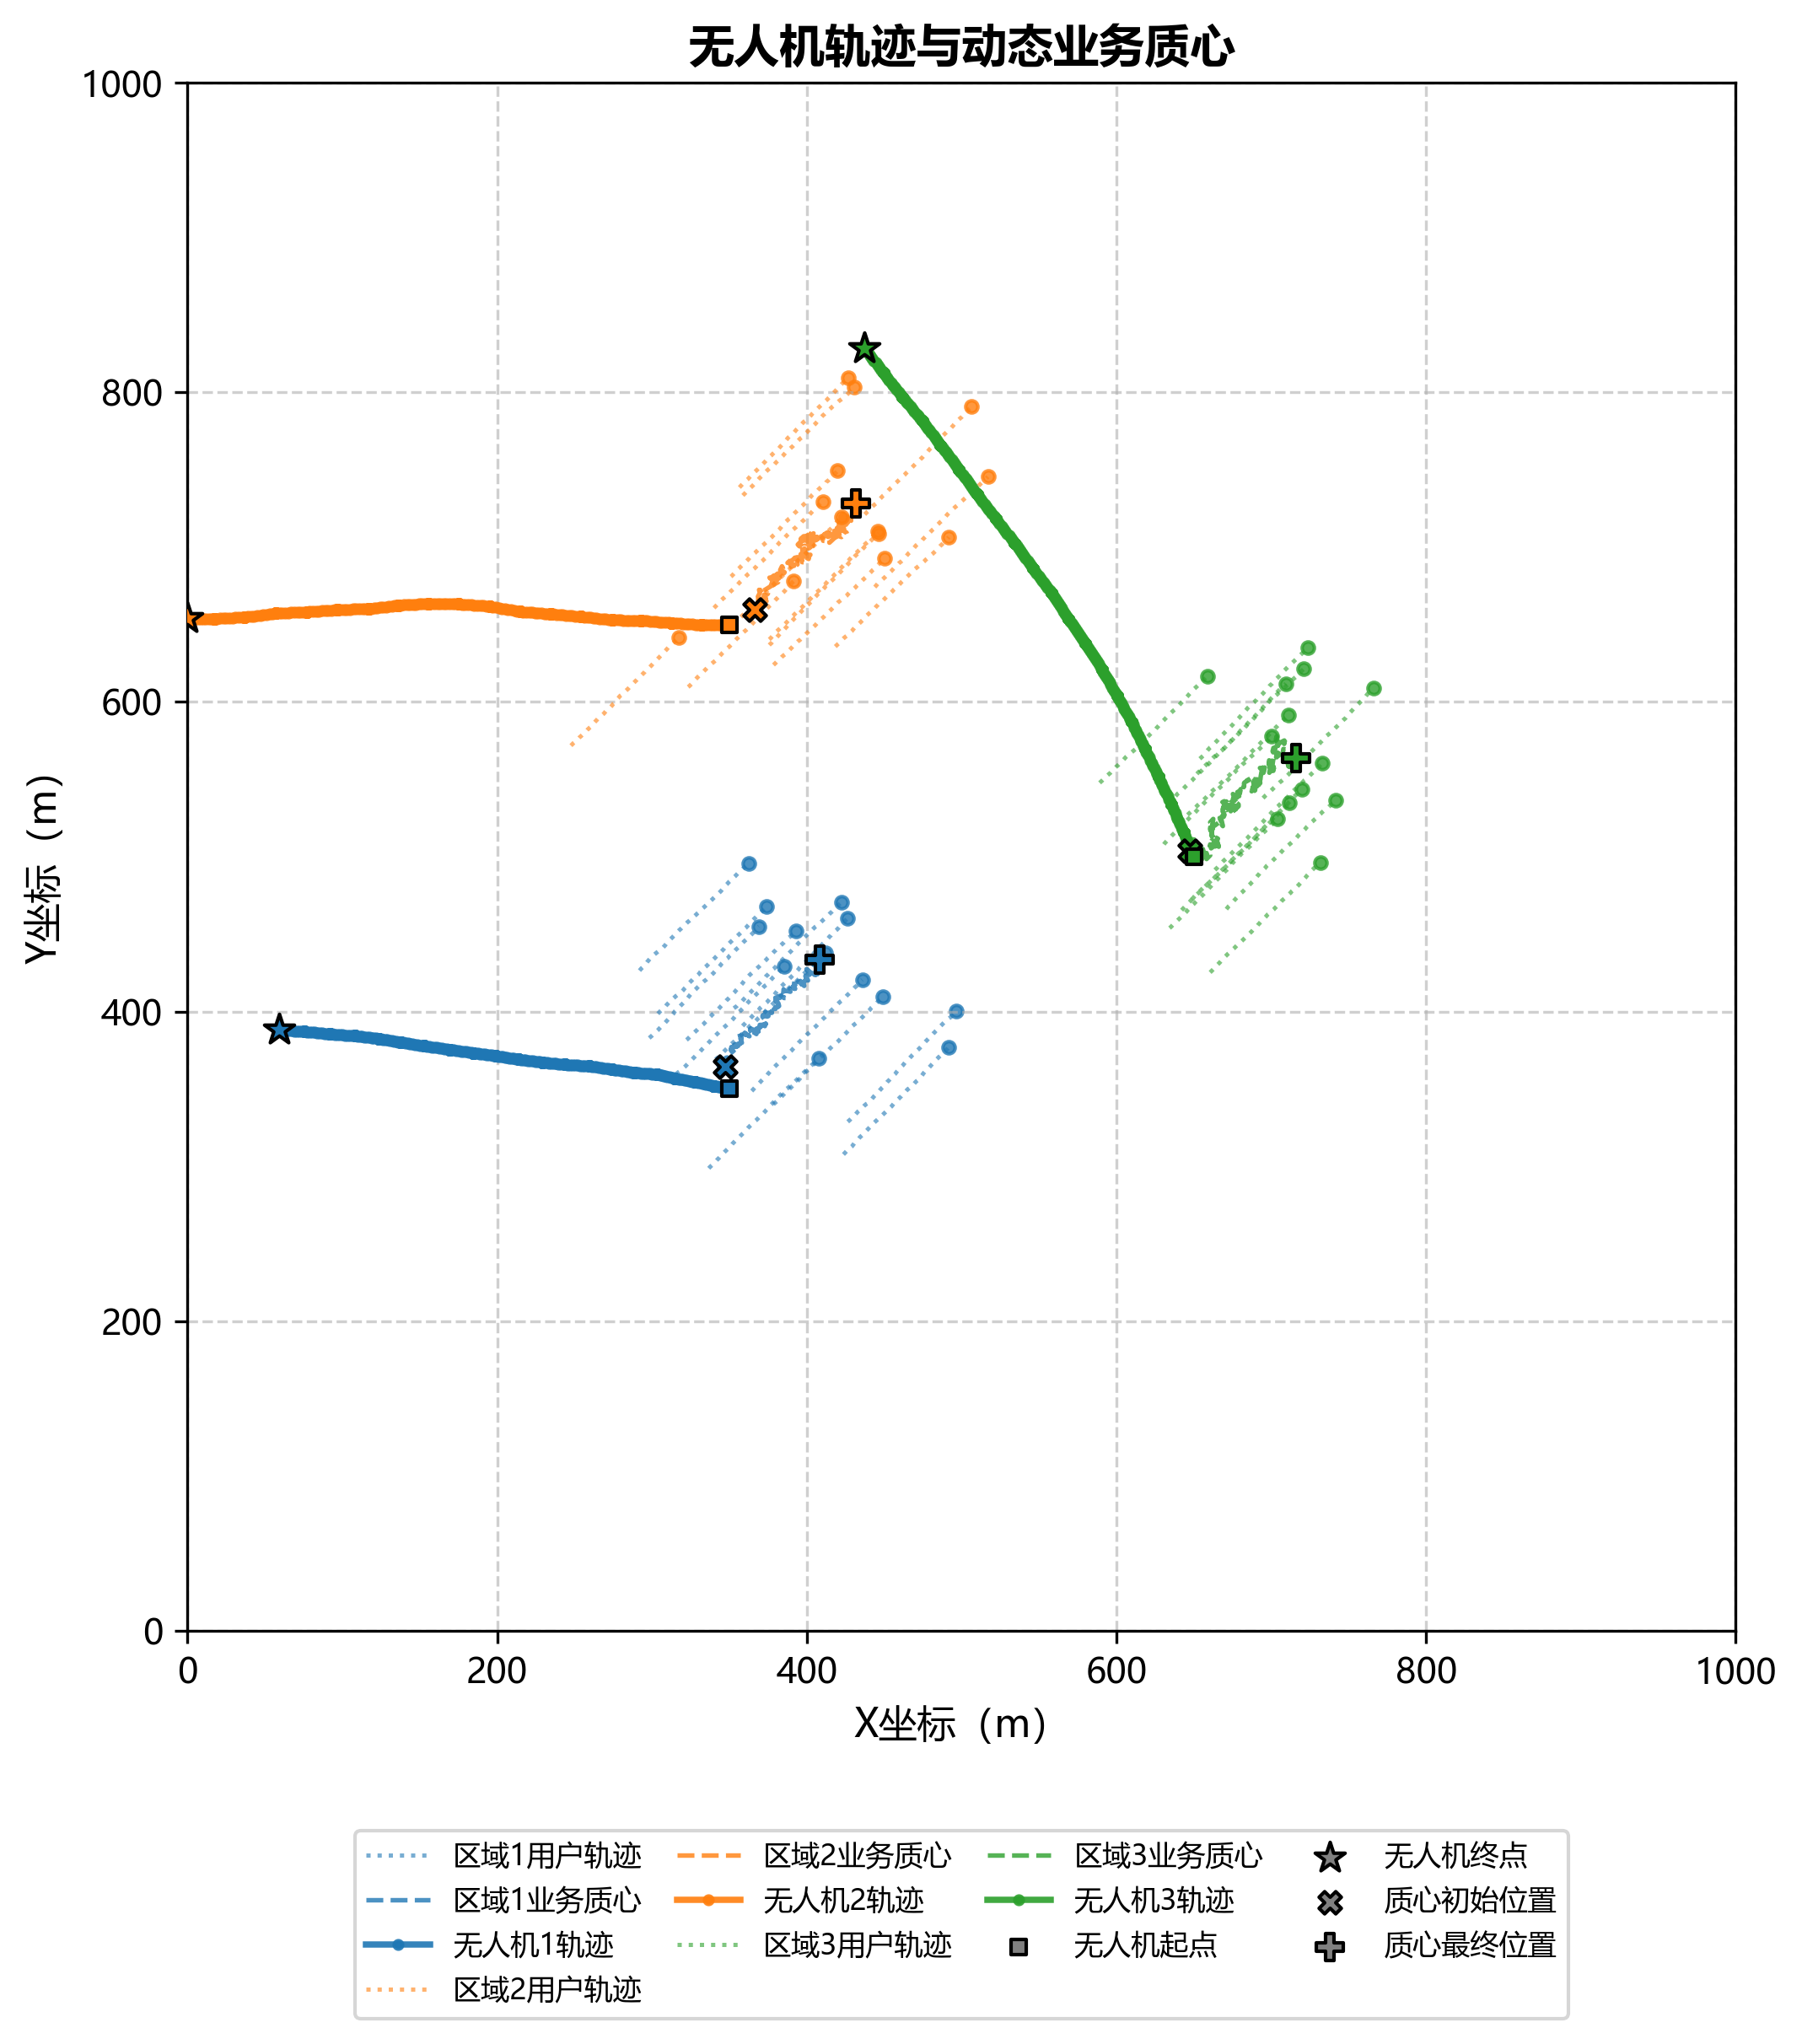 无人机轨迹与动态业务质心
1000
800
600
400
200
0
Y坐标（m）
0 200 400 600 800 1000
X坐标（m）
区域1用户轨迹
区域1业务质心
无人机1轨迹
区域2用户轨迹
区域2业务质心
无人机2轨迹
区域3用户轨迹
区域3业务质心
无人机3轨迹
无人机起点
无人机终点
质心初始位置
质心最终位置